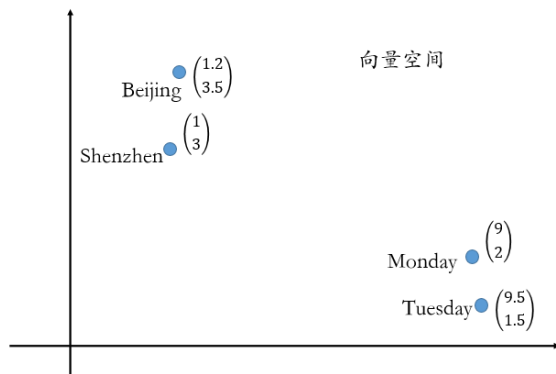 向量空间
Beijing
(1.2
3.5)
Shenzhen
(1
3)
Monday
(9
2)
Tuesday
(9.5
1.5)